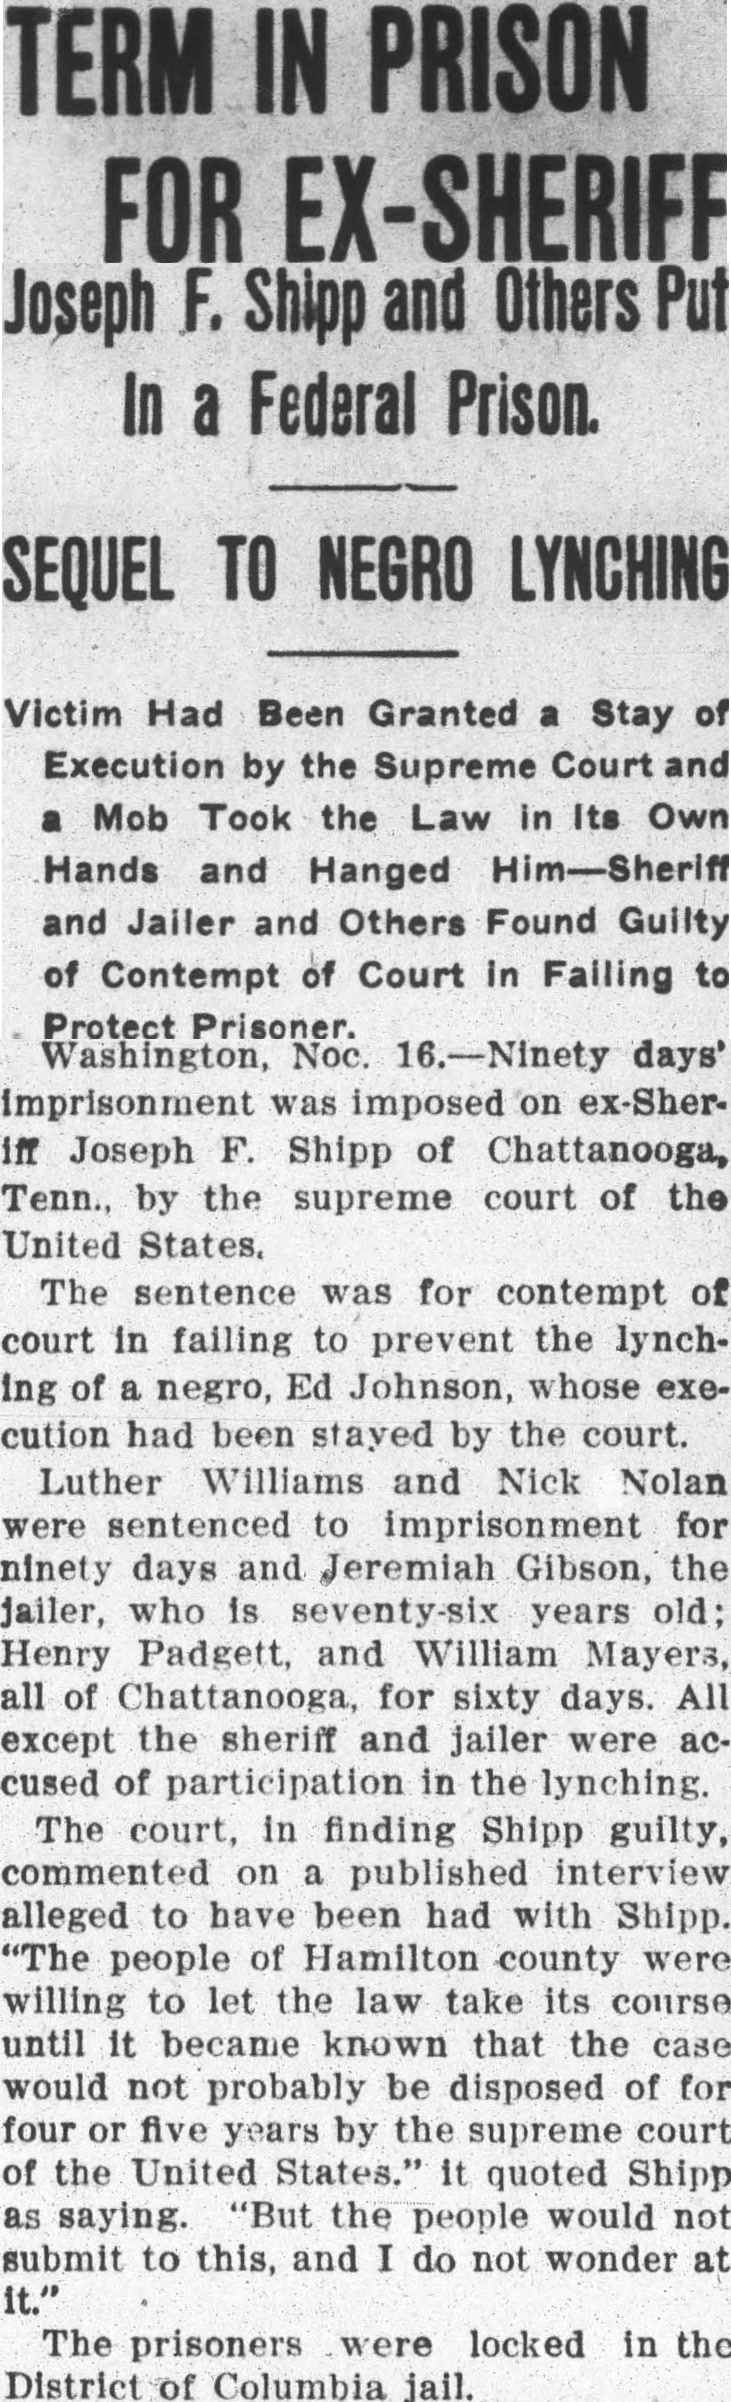 TERM IN PRISON
FOR EX-SHERIFF
Joseph F. Shipp and Others Put
In a Federal Prison.
SEQUEL TO NEGRO LYNCHING
Victim Had Been Granted a Stay of
Execution by the Supreme Court and
a Mob Took the Law in Its Own
Hands and Hanged Him—Sheriff
and Jailer and Others Found Guilty
of Contempt of Court in Failing to
Protect Prisoner.
Washington, Noc. 16.—Ninety days'
imprisonment was imposed on ex-Sher-
iff Joseph F. Shipp of Chattanooga,
Tenn., by the supreme court of the
United States.
The sentence was for contempt of
court in failing to prevent the lynch-
ing of a negro, Ed Johnson, whose exe-
cution had been stayed by the court.
Luther Williams and Nick Nolan
were sentenced to imprisonment for
ninety days and Jeremiah Gibson, the
jailer, who is seventy-six years old;
Henry Padgett, and William Mayers,
all of Chattanooga, for sixty days. All
except the sheriff and jailer were ac-
cused of participation in the lynching.
The court, in finding Shipp guilty,
commented on a published interview
alleged to have been had with Shipp.
“The people of Hamilton county were
willing to let the law take its course
until it became known that the case
would not probably be disposed of for
four or five years by the supreme court
of the United States.” it quoted Shipp
as saying. “But the people would not
submit to this, and I do not wonder at
it.”
The prisoners were locked in the
District of Columbia jail.